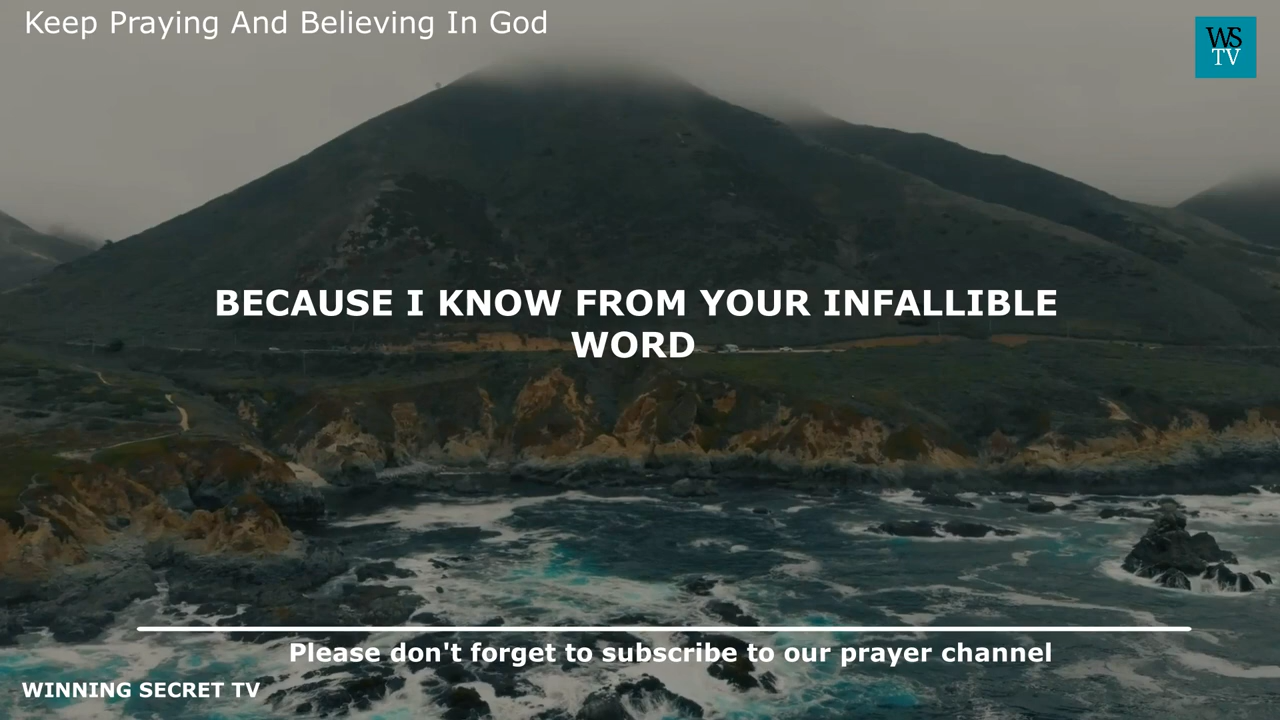 Keep Praying And Believing In God
WS
TV
BECAUSE I KNOW FROM YOUR INFALLIBLE
WORD
Please don't forget to subscribe to our prayer channel
WINNING SECRET TV